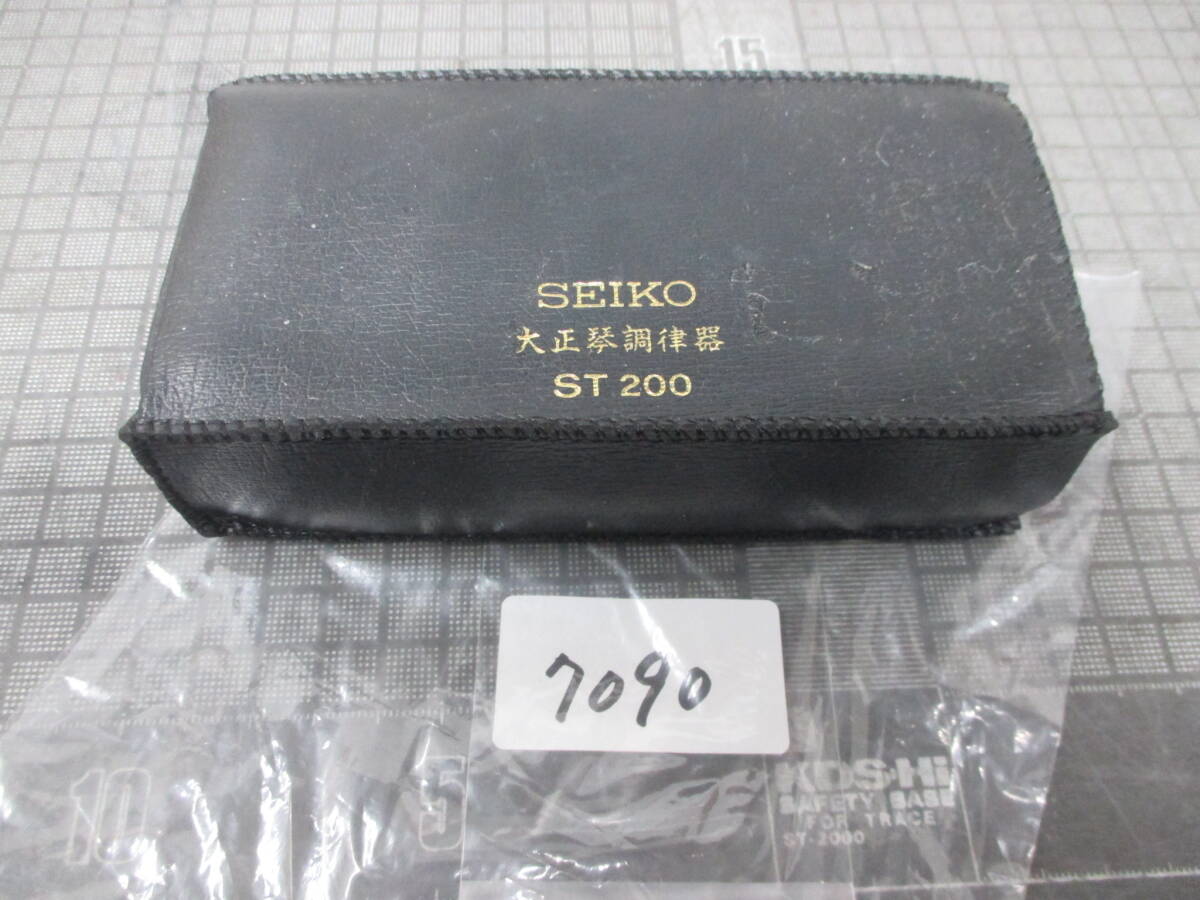 15
SEIKO
大正琴調律器
ST 200
7090
10
5
KOSHi
SAFETY BASE
FOR TRACE
ST-2000